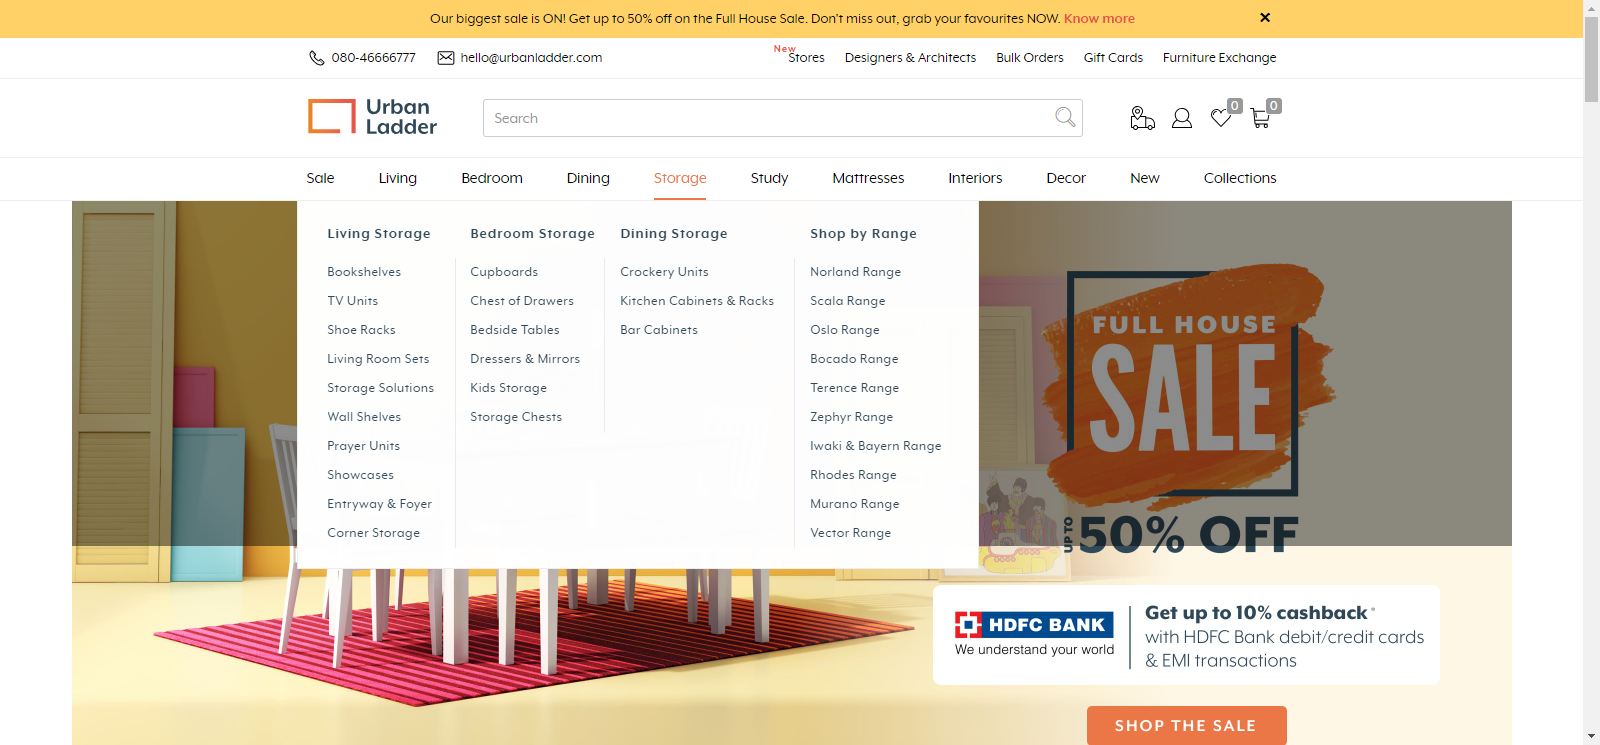 Our biggest sale is ON! Get up to 50% off on the Full House Sale. Don't miss out, grab your favourites NOW. Know more
080-46666777 hello@urbanladder.com
New
Stores Designers & Architects Bulk Orders Gift Cards Furniture Exchange
Urban
Ladder
Search
0 0
Sale Living Bedroom Dining Storage Study Mattresses Interiors Decor New Collections
Living Storage
Bookshelves
TV Units
Shoe Racks
Living Room Sets
Storage Solutions
Wall Shelves
Prayer Units
Showcases
Entryway & Foyer
Corner Storage
Bedroom Storage
Cupboards
Chest of Drawers
Bedside Tables
Dressers & Mirrors
Kids Storage
Storage Chests
Dining Storage
Crockery Units
Kitchen Cabinets & Racks
Bar Cabinets
Shop by Range
Norland Range
Scala Range
Oslo Range
Bocado Range
Terence Range
Zephyr Range
Iwaki & Bayern Range
Rhodes Range
Murano Range
Vector Range
FULL HOUSE
SALE
UP TO
50% OFF
HDFC BANK
We understand your world
Get up to 10% cashback*
with HDFC Bank debit/credit cards
& EMI transactions
SHOP THE SALE